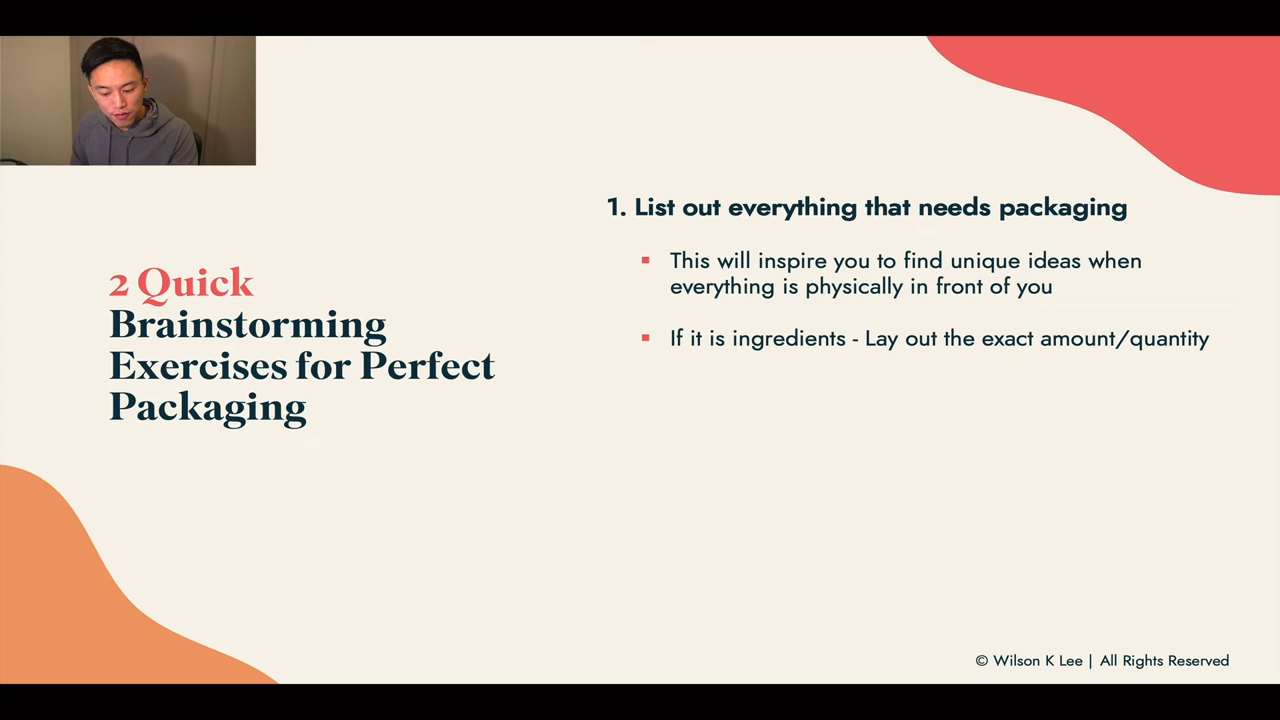 2 Quick
Brainstorming
Exercises for Perfect
Packaging
1. List out everything that needs packaging
▪ This will inspire you to find unique ideas when
everything is physically in front of you
▪ If it is ingredients - Lay out the exact amount/quantity
© Wilson K Lee | All Rights Reserved